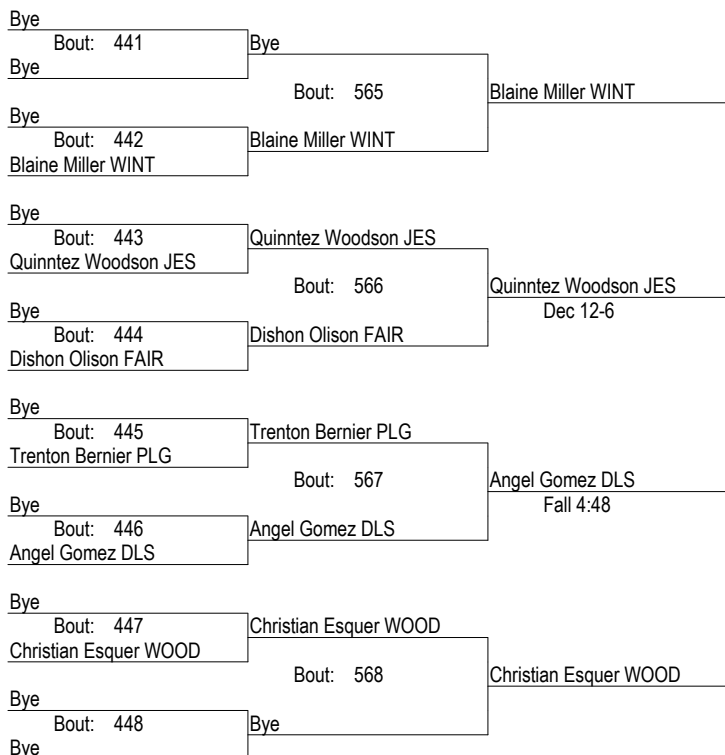 Bye
Bout: 441
Bye
Bye
Bout: 565
Blaine Miller WINT
Bye
Bout: 442
Blaine Miller WINT
Blaine Miller WINT
Bye
Bout: 443
Quinntez Woodson JES
Quinntez Woodson JES
Bout: 566
Quinntez Woodson JES
Dec 12-6
Bye
Bout: 444
Dishon Olison FAIR
Dishon Olison FAIR
Bye
Bout: 445
Trenton Bernier PLG
Trenton Bernier PLG
Bout: 567
Angel Gomez DLS
Fall 4:48
Bye
Bout: 446
Angel Gomez DLS
Angel Gomez DLS
Bye
Bout: 447
Christian Esquer WOOD
Christian Esquer WOOD
Bout: 568
Christian Esquer WOOD
Bye
Bout: 448
Bye
Bye